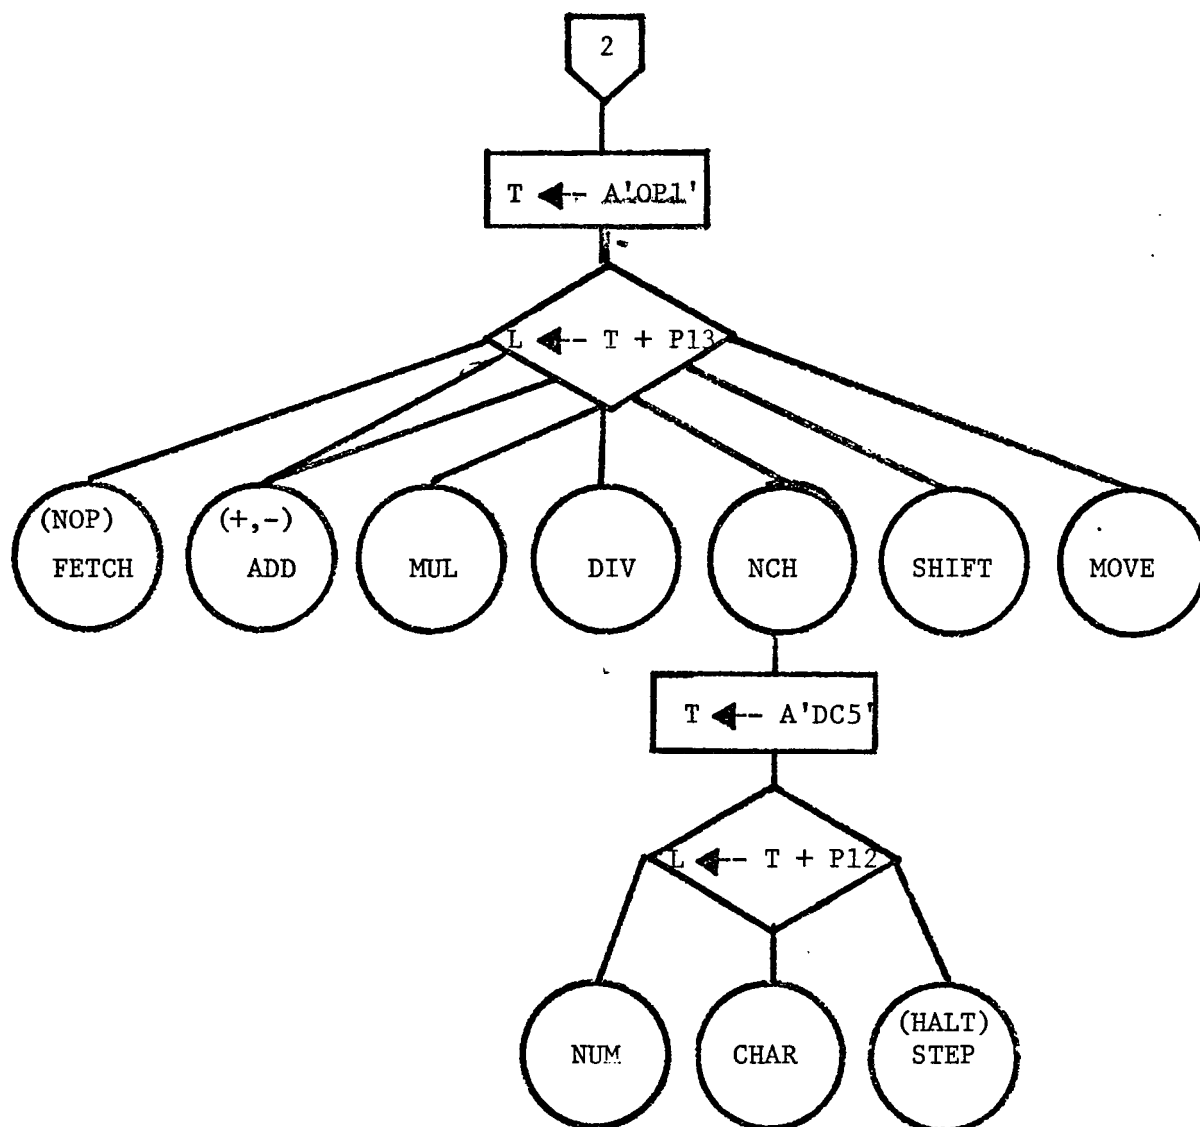 2
T ◄-- A'OP1'
L ◄-- T + P13
(NOP) (+,-)
FETCH ADD MUL DIV NCH SHIFT MOVE
T ◄-- A'DC5'
L ◄-- T + P12
(HALT)
NUM CHAR STEP